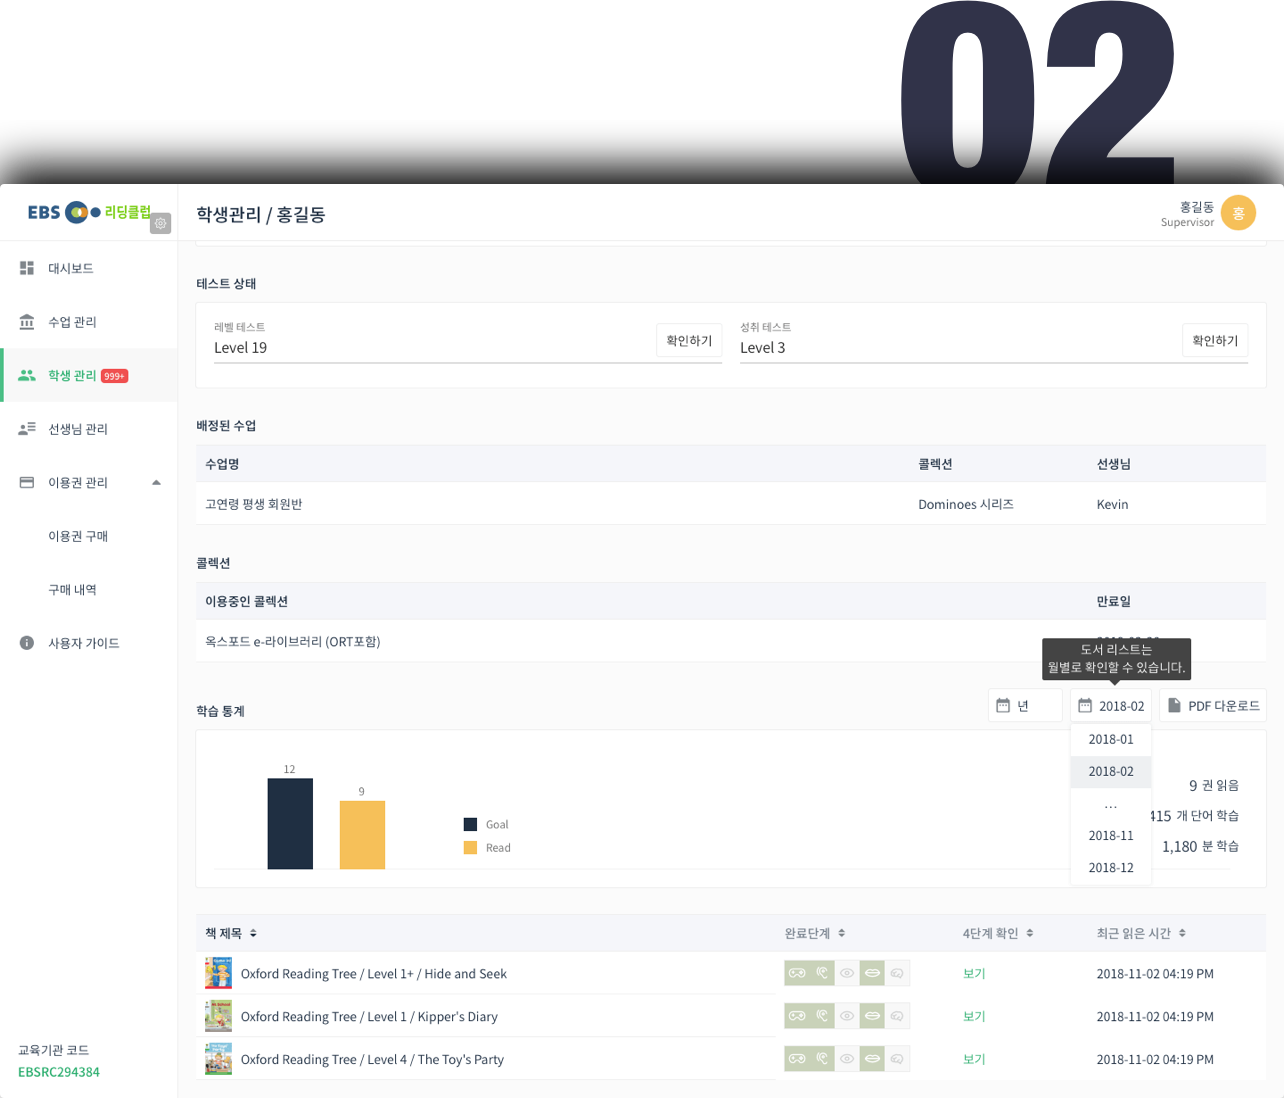 02
EBS 리딩클럽
학생관리 / 홍길동
홍길동
Supervisor
홍
대시보드
수업 관리
학생 관리 999+
선생님 관리
이용권 관리
이용권 구매
구매 내역
사용자 가이드
교육기관 코드
EBSRC294384
테스트 상태
레벨 테스트
Level 19
확인하기
성취 테스트
Level 3
확인하기
배정된 수업
수업명 콜렉션 선생님
고연령 평생 회원반 Dominoes 시리즈 Kevin
콜렉션
이용중인 콜렉션 만료일
옥스포드 e-라이브러리 (ORT포함)
도서 리스트는
월별로 확인할 수 있습니다.
학습 통계
년
2018-02
PDF 다운로드
2018-01
2018-02
...
2018-11
2018-12
12
9
Goal
Read
9 권 읽음
415 개 단어 학습
1,180 분 학습
책 제목 완료단계 4단계 확인 최근 읽은 시간
Oxford Reading Tree / Level 1+ / Hide and Seek 보기 2018-11-02 04:19 PM
Oxford Reading Tree / Level 1 / Kipper's Diary 보기 2018-11-02 04:19 PM
Oxford Reading Tree / Level 4 / The Toy's Party 보기 2018-11-02 04:19 PM